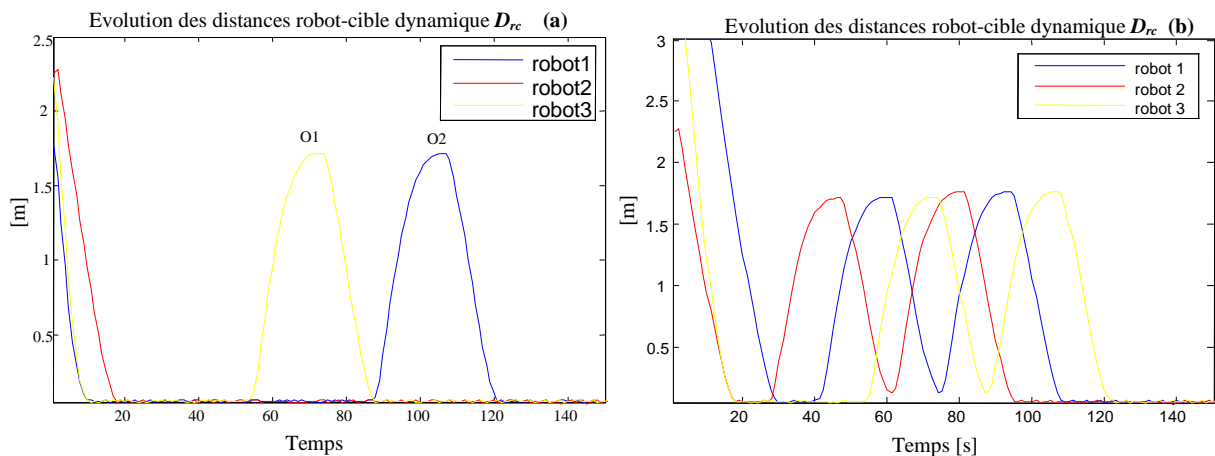 Evolution des distances robot-cible dynamique Drc (a)
2.5
2
1.5
1
0.5
[m]
robot1
robot2
robot3
O1
O2
20
40
60
80
100
120
140
Temps
Evolution des distances robot-cible dynamique Drc (b)
3
2.5
2
1.5
1
0.5
[m]
robot 1
robot 2
robot 3
20
40
60
80
100
120
140
Temps [s]